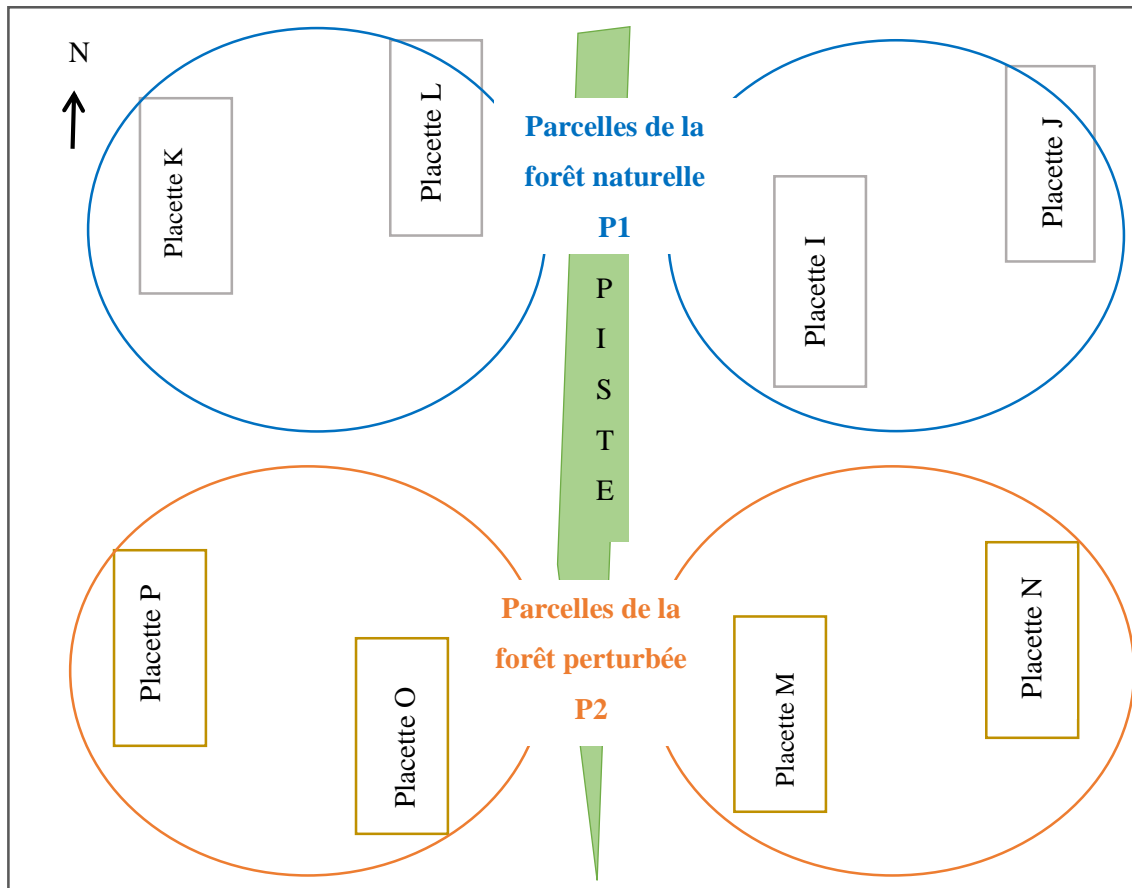 N
Placette K
Placette L
Parcelles de la
forêt naturelle
P1
Placette I
Placette J
P
I
S
T
E
Placette P
Placette O
Parcelles de la
forêt perturbée
P2
Placette M
Placette N